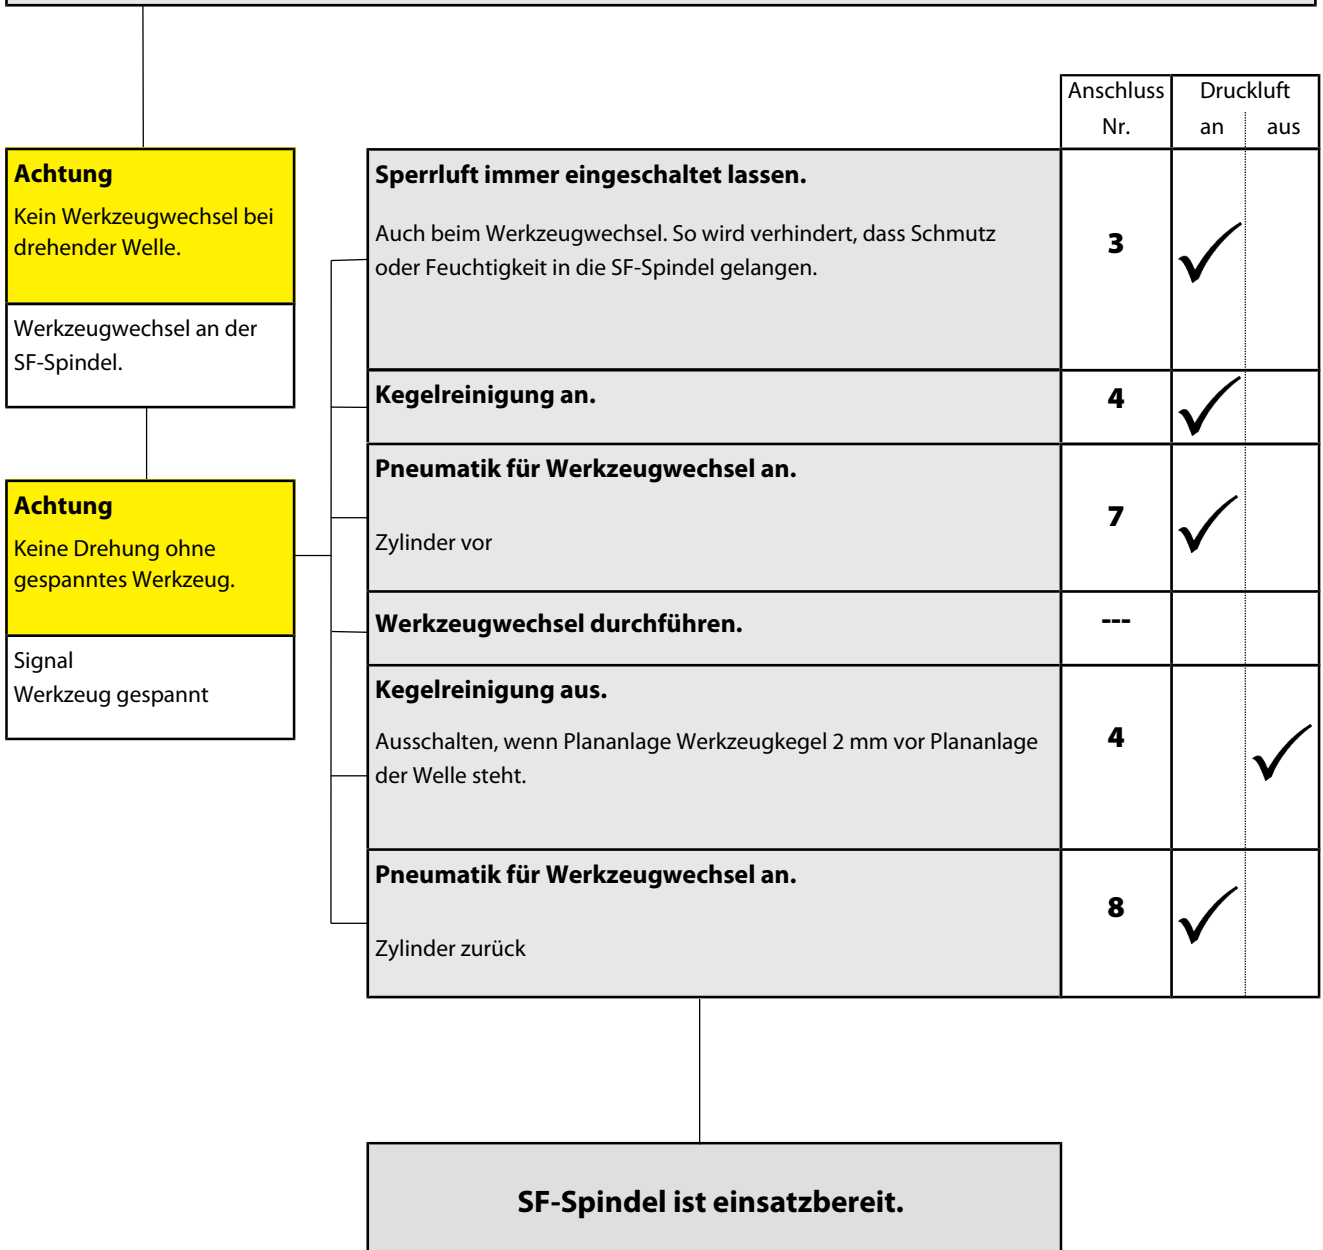 Anschluss Druckluft
Nr. an aus
Achtung
Kein Werkzeugwechsel bei
drehender Welle.
Werkzeugwechsel an der
SF-Spindel.
Achtung
Keine Drehung ohne
gespanntes Werkzeug.
Signal
Werkzeug gespannt
Sperrluft immer eingeschaltet lassen.
Auch beim Werkzeugwechsel. So wird verhindert, dass Schmutz
oder Feuchtigkeit in die SF-Spindel gelangen.
3
Kegelreinigung an.
4
Pneumatik für Werkzeugwechsel an.
Zylinder vor
7
Werkzeugwechsel durchführen.
---
Kegelreinigung aus.
Ausschalten, wenn Plananlage Werkzeugkegel 2 mm vor Plananlage
der Welle steht.
4
Pneumatik für Werkzeugwechsel an.
Zylinder zurück
8
SF-Spindel ist einsatzbereit.